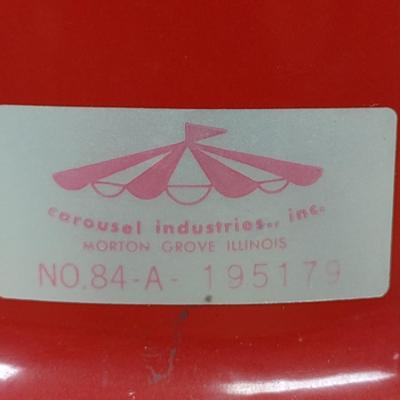 carousel industries., inc.
MORTON GROVE ILLINOIS
NO. 84-A- 195179